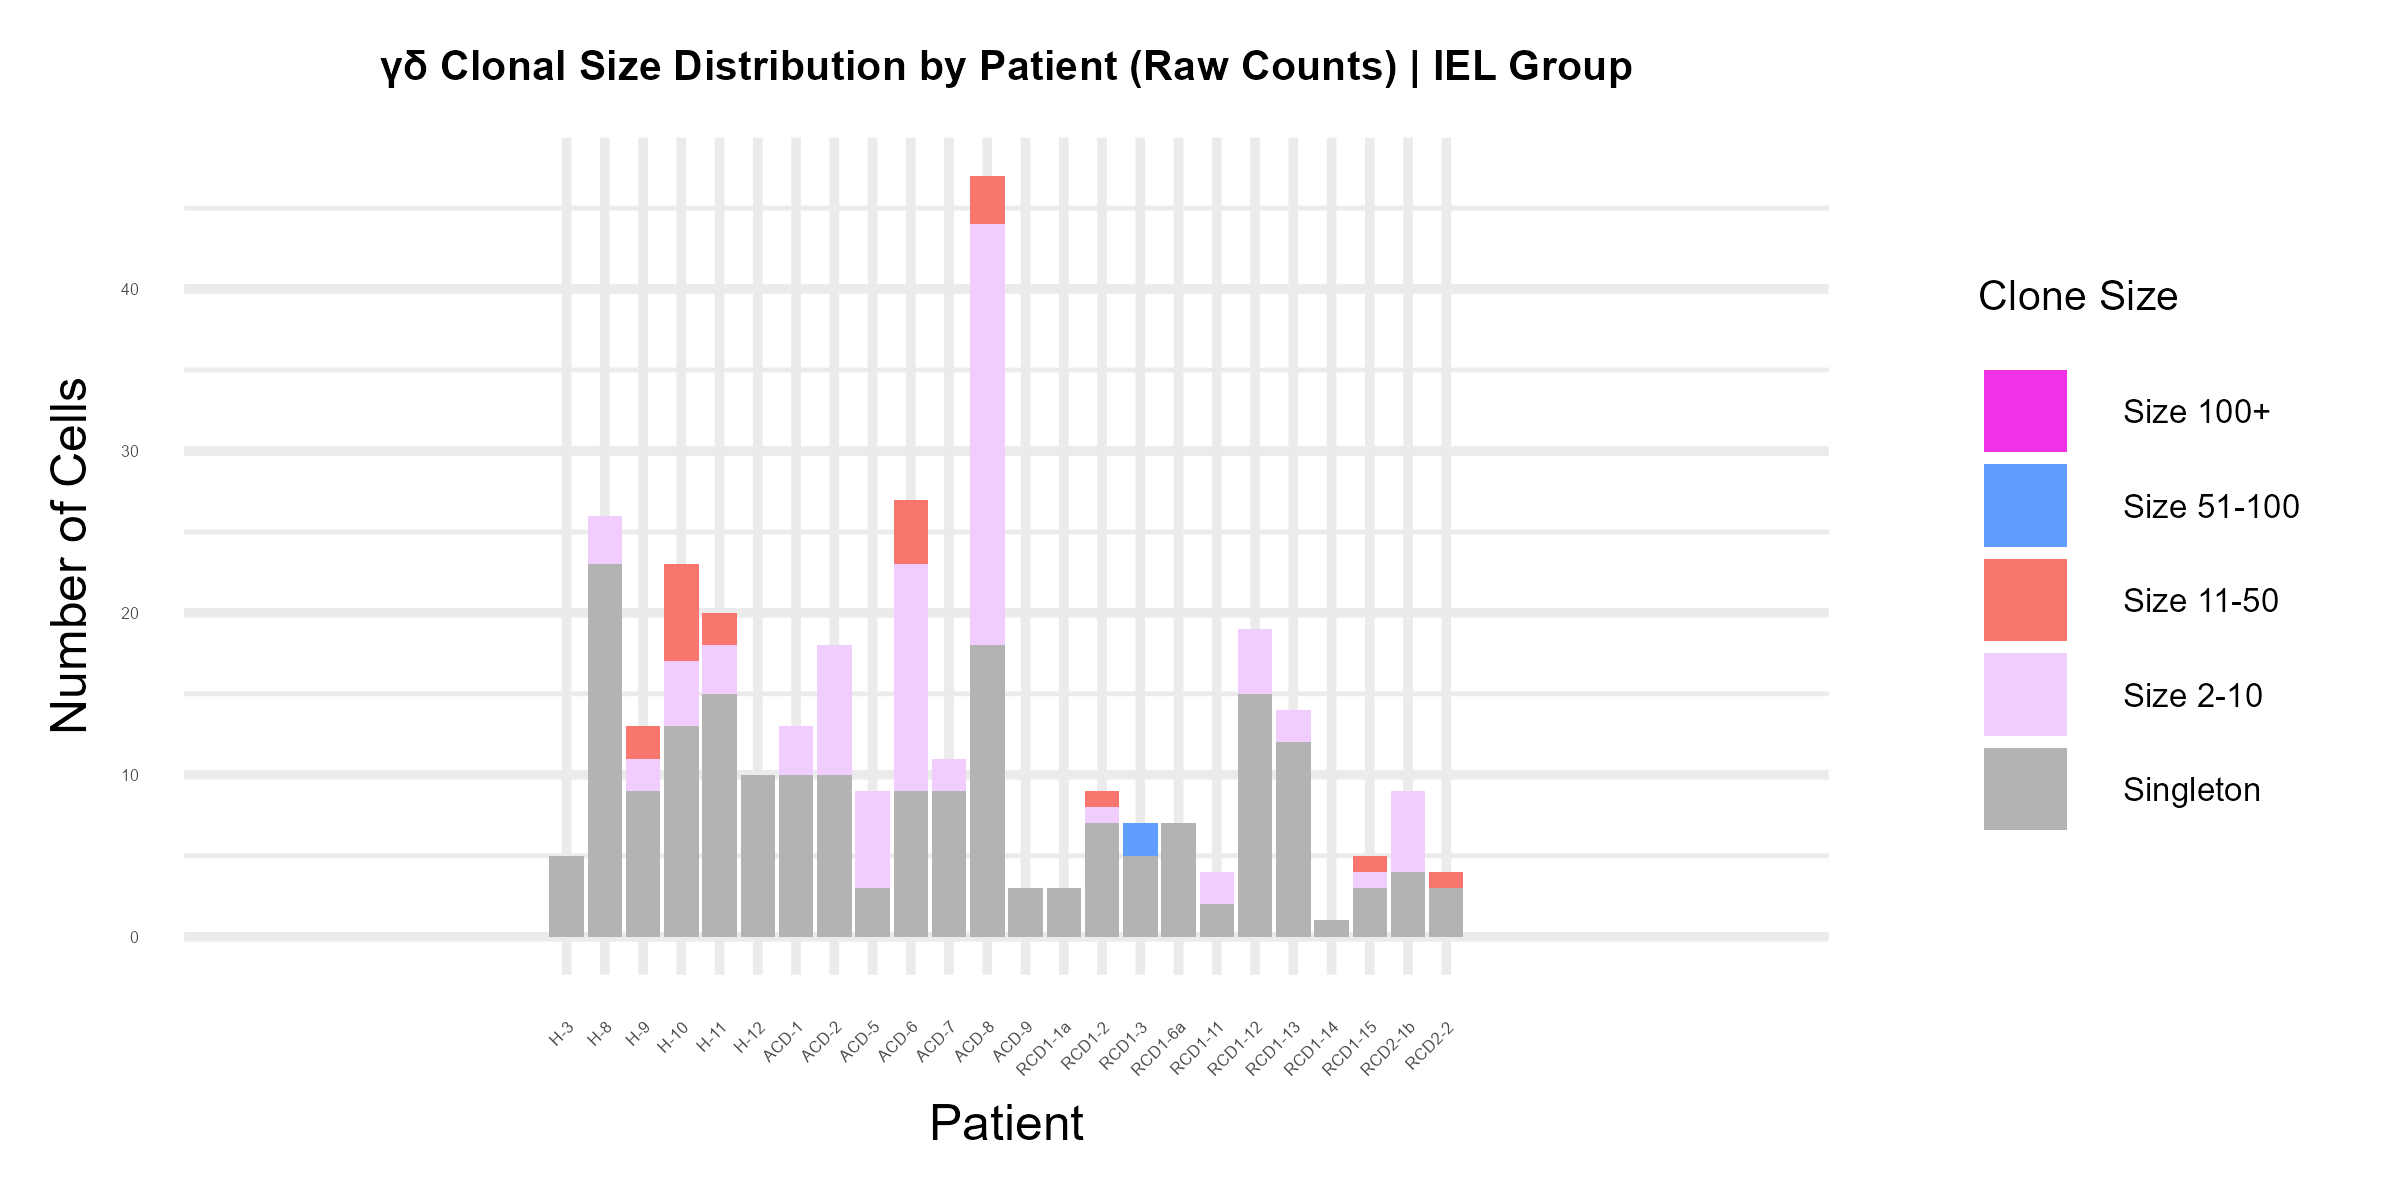 γδ Clonal Size Distribution by Patient (Raw Counts) | IEL Group
Number of Cells
40
30
20
10
0
H-3
H-8
H-9
H-10
H-11
H-12
ACD-1
ACD-2
ACD-5
ACD-6
ACD-7
ACD-8
ACD-9
RCD1-1a
RCD1-2
RCD1-3
RCD1-6a
RCD1-11
RCD1-12
RCD1-13
RCD1-14
RCD1-15
RCD2-1b
RCD2-2
Patient
Clone Size
Size 100+
Size 51-100
Size 11-50
Size 2-10
Singleton